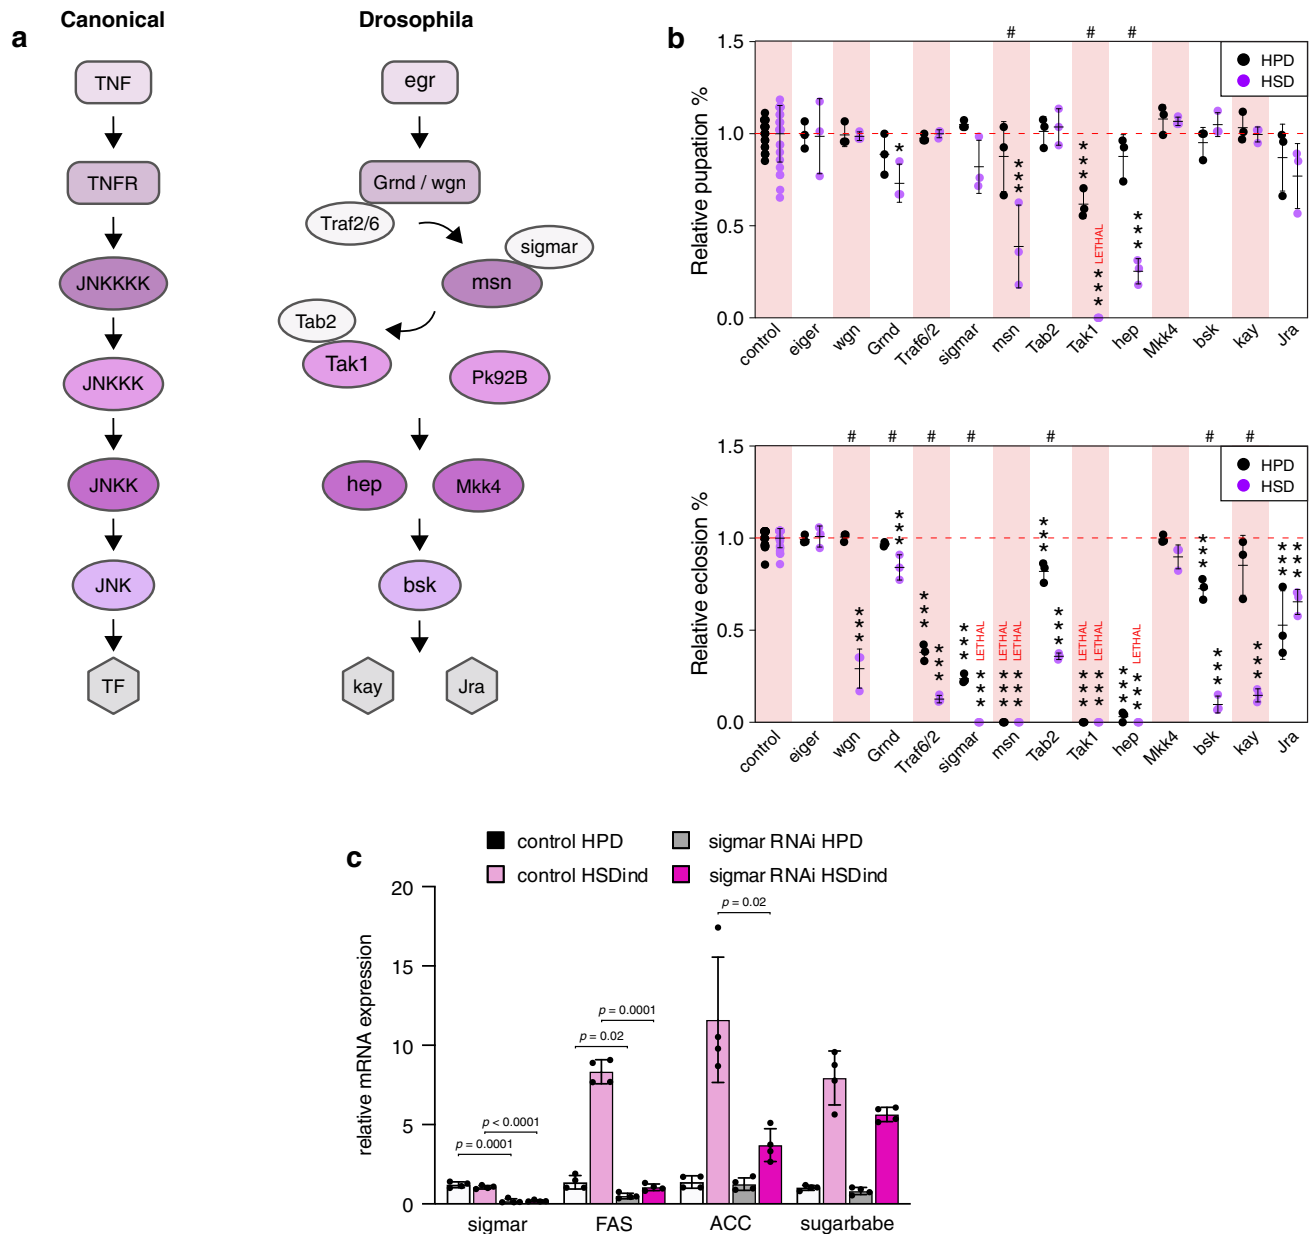 a
Canonical
Drosophila
TNF
TNFR
JNKKKK
JNKKK
JNKK
JNK
TF
egr
Grnd / wgn
Traf2/6
sigmar
msn
Tab2
Tak1
Pk92B
hep
Mkk4
bsk
kay
Jra
b
# # #
HPD
HSD
Relative pupation %
1.5
1.0
0.5
0.0
*
***
***
LETHAL
***
***
control eiger wgn Grnd Traf6/2 sigmar msn Tab2 Tak1 hep Mkk4 bsk kay Jra
# # # # # # #
HPD
HSD
Relative eclosion %
1.5
1.0
0.5
0.0
***
***
***
***
***
LETHAL
***
LETHAL
***
LETHAL
***
***
***
LETHAL
***
LETHAL
***
***
LETHAL
***
***
***
***
***
***
control eiger wgn Grnd Traf6/2 sigmar msn Tab2 Tak1 hep Mkk4 bsk kay Jra
c
control HPD
sigmar RNAi HPD
control HSDind
sigmar RNAi HSDind
relative mRNA expression
20
15
10
5
0
p = 0.0001
p < 0.0001
p = 0.02
p = 0.0001
p = 0.02
sigmar FAS ACC sugarbabe